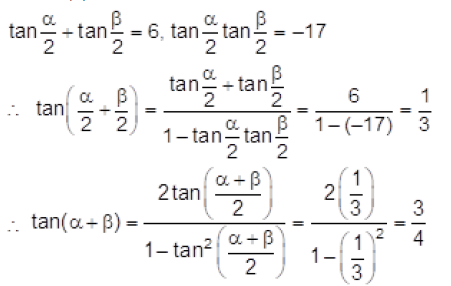 tan α/2 + tan β/2 = 6, tan α/2 tan β/2 = −17
∴ tan(α/2 + β/2) = (tan α/2 + tan β/2)/(1 − tan α/2 tan β/2) = 6/(1−(−17)) = 1/3
∴ tan(α+β) = 2tan((α+β)/2)/(1−tan²((α+β)/2)) = 2(1/3)/(1−(1/3)²) = 3/4